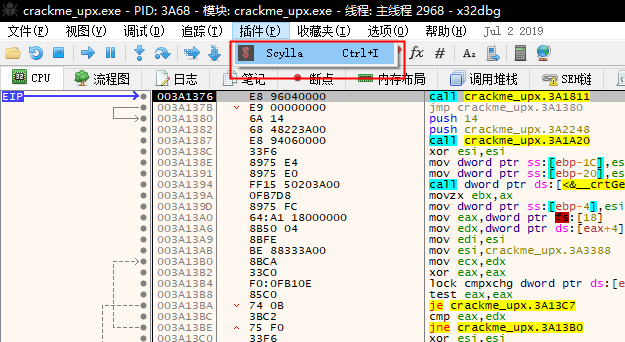 crackme_upx.exe - PID: 3A68 - 模块: crackme_upx.exe - 线程: 主线程 2968 - x32dbg
文件(F) 视图(V) 调试(D) 追踪(I) 插件(P) 收藏夹(I) 选项(O) 帮助(H) Jul 2 2019
S Scylla Ctrl+I fx # A₂
CPU 流程图 日志 笔记 断点 内存布局 调用堆栈 SEH链
EIP 003A1376 E8 96040000 call crackme_upx.3A1811
003A137B E9 00000000 jmp crackme_upx.3A1380
003A1380 6A 14 push 14
003A1382 68 48223A00 push crackme_upx.3A2248
003A1387 E8 94060000 call crackme_upx.3A1A20
003A138C 33F6 xor esi,esi
003A138E 8975 E4 mov dword ptr ss:[ebp-1C],esi
003A1391 8975 E0 mov dword ptr ss:[ebp-20],esi
003A1394 FF15 50203A00 call dword ptr ds:[<&__crtGe
003A139A 0FB7D8 movzx ebx,ax
003A139D 8975 FC mov dword ptr ss:[ebp-4],esi
003A13A0 64:A1 18000000 mov eax,dword ptr fs:[18]
003A13A6 8B50 04 mov edx,dword ptr ds:[eax+4]
003A13A9 8BFE mov edi,esi
003A13AB BE 88333A00 mov esi,crackme_upx.3A3388
003A13B0 8BCA mov ecx,edx
003A13B2 33C0 xor eax,eax
003A13B4 F0:0FB10E lock cmpxchg dword ptr ds:[e
003A13B8 85C0 test eax,eax
003A13BA 74 0B je crackme_upx.3A13C7
003A13BC 3BC2 cmp eax,edx
003A13BE 75 F0 jne crackme_upx.3A13B0
003A13C0 33F6 xor esi,esi